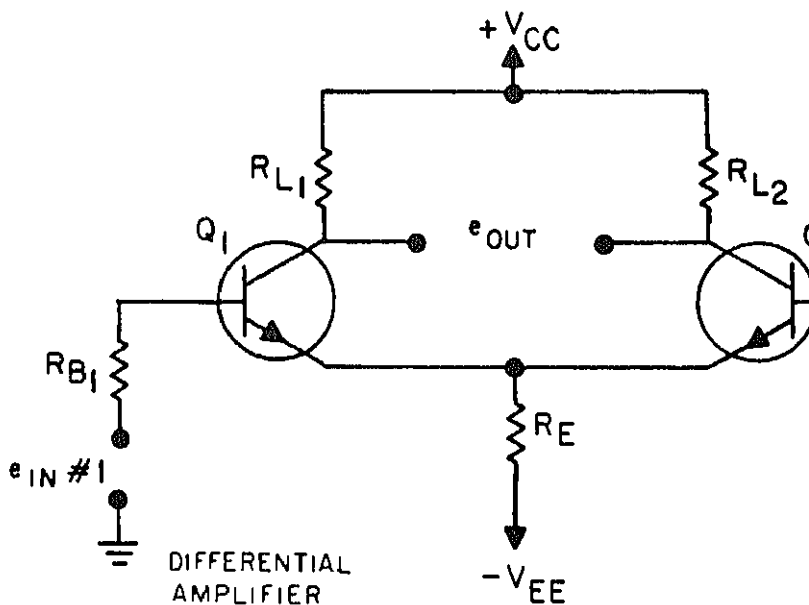 +VCC
RL1
RL2
Q1
eOUT
RB1
RE
eIN #1
DIFFERENTIAL
AMPLIFIER
-VEE